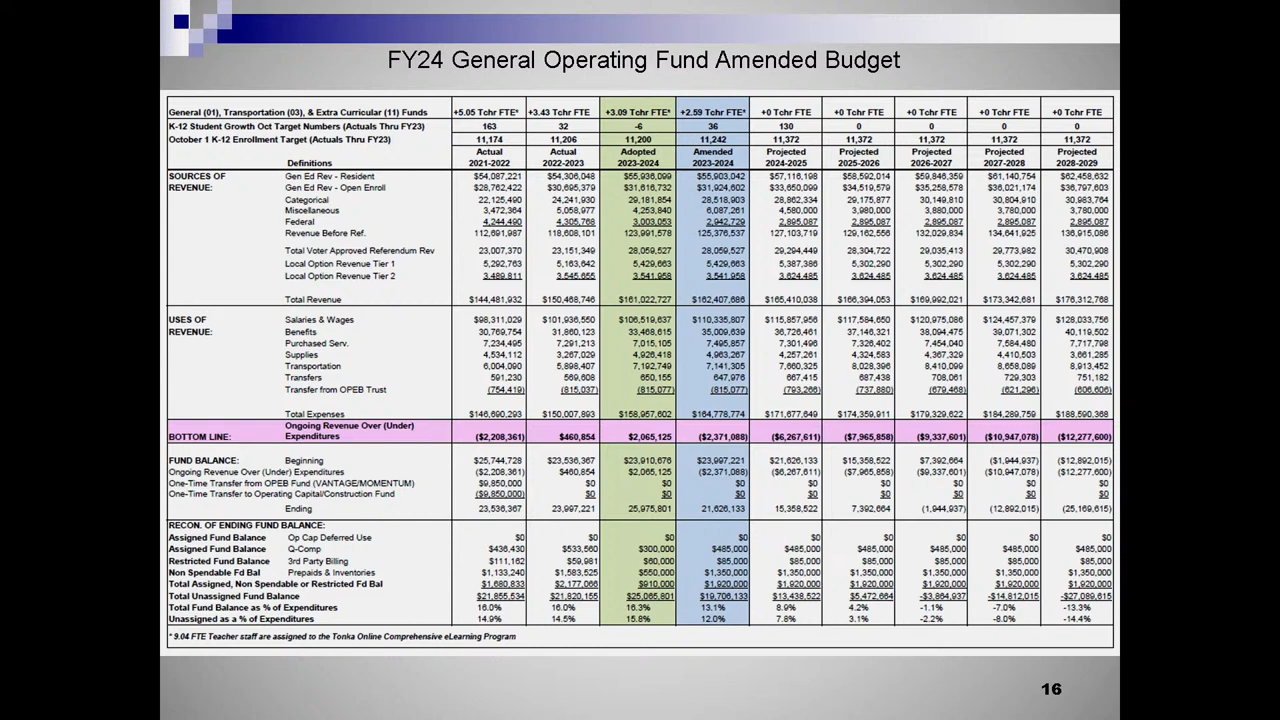 FY24 General Operating Fund Amended Budget
General (01), Transportation (03), & Extra Curricular (11) Funds +5.05 Tchr FTE* +3.43 Tchr FTE +3.09 Tchr FTE* +2.59 Tchr FTE* +0 Tchr FTE +0 Tchr FTE +0 Tchr FTE +0 Tchr FTE +0 Tchr FTE
K-12 Student Growth Oct Target Numbers (Actuals Thru FY23) 163 32 -6 36 130 0 0 0 0
October 1 K-12 Enrollment Target (Actuals Thru FY23) 11,174 11,206 11,200 11,242 11,372 11,372 11,372 11,372 11,372
Actual Actual Adopted Amended Projected Projected Projected Projected Projected
Definitions 2021-2022 2022-2023 2023-2024 2023-2024 2024-2025 2025-2026 2026-2027 2027-2028 2028-2029
SOURCES OF Gen Ed Rev - Resident $54,087,221 $54,306,048 $55,936,099 $55,903,042 $57,116,198 $58,592,014 $59,846,359 $61,140,754 $62,458,632
REVENUE: Gen Ed Rev - Open Enroll $28,762,422 $30,695,379 $31,616,732 $31,924,602 $33,650,099 $34,519,579 $35,258,578 $36,021,174 $36,797,603
Categorical 22,125,490 24,241,930 29,181,854 28,518,903 28,862,334 29,175,877 30,149,810 30,804,910 30,983,764
Miscellaneous 3,472,364 5,058,977 4,253,840 6,087,261 4,580,000 3,980,000 3,880,000 3,780,000 3,780,000
Federal 4,244,490 4,305,768 3,003,053 2,942,729 2,895,087 2,895,087 2,895,087 2,895,087 2,895,087
Revenue Before Ref. 112,691,987 118,608,101 123,991,578 125,376,537 127,103,719 129,162,556 132,029,834 134,641,925 136,915,086
Total Voter Approved Referendum Rev 23,007,370 23,151,349 28,059,527 28,059,527 29,294,449 28,304,722 29,035,413 29,773,982 30,470,908
Local Option Revenue Tier 1 5,292,763 5,163,642 5,429,663 5,429,663 5,387,386 5,302,290 5,302,290 5,302,290 5,302,290
Local Option Revenue Tier 2 3,489,811 3,545,655 3,541,958 3,541,958 3,624,485 3,624,485 3,624,485 3,624,485 3,624,485
Total Revenue $144,481,932 $150,468,746 $161,022,727 $162,407,686 $165,410,038 $166,394,053 $169,992,021 $173,342,681 $176,312,768
USES OF Salaries & Wages $98,311,029 $101,936,550 $106,519,637 $110,335,807 $115,857,956 $117,584,650 $120,975,086 $124,457,379 $128,033,756
REVENUE: Benefits 30,769,754 31,860,123 33,468,615 35,009,639 36,726,461 37,146,321 38,094,475 39,071,302 40,119,502
Purchased Serv. 7,234,495 7,291,213 7,015,105 7,495,857 7,301,496 7,326,402 7,454,040 7,584,480 7,717,798
Supplies 4,534,112 3,267,029 4,926,418 4,963,267 4,257,261 4,324,583 4,367,329 4,410,503 3,661,285
Transportation 6,004,090 5,898,407 7,192,749 7,141,305 7,660,325 8,028,396 8,410,099 8,658,089 8,913,452
Transfers 591,230 569,608 650,155 647,976 667,415 687,438 708,061 729,303 751,182
Transfer from OPEB Trust (754,419) (815,037) (815,077) (815,077) (793,266) (737,880) (679,468) (621,296) (606,606)
Total Expenses $146,690,293 $150,007,893 $158,957,602 $164,778,774 $171,677,649 $174,359,911 $179,329,622 $184,289,759 $188,590,368
Ongoing Revenue Over (Under)
BOTTOM LINE: Expenditures ($2,208,361) $460,854 $2,065,125 ($2,371,088) ($6,267,611) ($7,965,858) ($9,337,601) ($10,947,078) ($12,277,600)
FUND BALANCE: Beginning $25,744,728 $23,536,367 $23,910,676 $23,997,221 $21,626,133 $15,358,522 $7,392,664 ($1,944,937) ($12,892,015)
Ongoing Revenue Over (Under) Expenditures ($2,208,361) $460,854 $2,065,125 ($2,371,088) ($6,267,611) ($7,965,858) ($9,337,601) ($10,947,078) ($12,277,600)
One-Time Transfer from OPEB Fund (VANTAGE/MOMENTUM) $9,850,000 $0 $0 $0 $0 $0 $0 $0 $0
One-Time Transfer to Operating Capital/Construction Fund ($9,850,000) $0 $0 $0 $0 $0 $0 $0 $0
Ending 23,536,367 23,997,221 25,975,801 21,626,133 15,358,522 7,392,664 (1,944,937) (12,892,015) (25,169,615)
RECON. OF ENDING FUND BALANCE:
Assigned Fund Balance Op Cap Deferred Use $0 $0 $0 $0 $0 $0 $0 $0 $0
Assigned Fund Balance Q-Comp $436,430 $533,560 $300,000 $485,000 $485,000 $485,000 $485,000 $485,000 $485,000
Restricted Fund Balance 3rd Party Billing $111,162 $59,981 $60,000 $85,000 $85,000 $85,000 $85,000 $85,000 $85,000
Non Spendable Fd Bal Prepaids & Inventories $1,133,240 $1,583,525 $550,000 $1,350,000 $1,350,000 $1,350,000 $1,350,000 $1,350,000 $1,350,000
Total Assigned, Non Spendable or Restricted Fd Bal $1,680,833 $2,177,066 $910,000 $1,920,000 $1,920,000 $1,920,000 $1,920,000 $1,920,000 $1,920,000
Total Unassigned Fund Balance $21,855,534 $21,820,155 $25,065,801 $19,706,133 $13,438,522 $5,472,664 -$3,864,937 -$14,812,015 -$27,089,615
Total Fund Balance as % of Expenditures 16.0% 16.0% 16.3% 13.1% 8.9% 4.2% -1.1% -7.0% -13.3%
Unassigned as a % of Expenditures 14.9% 14.5% 15.8% 12.0% 7.8% 3.1% -2.2% -8.0% -14.4%
* 9.04 FTE Teacher staff are assigned to the Tonka Online Comprehensive eLearning Program
16